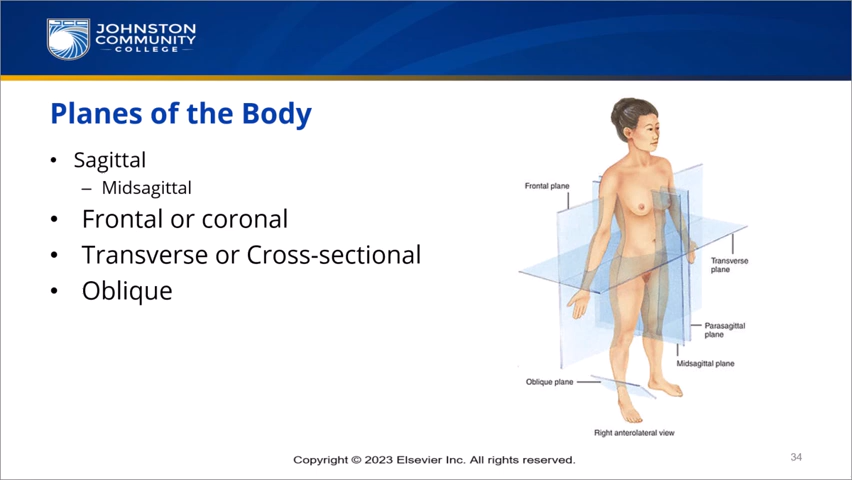 JOHNSTON
COMMUNITY
COLLEGE
Planes of the Body
• Sagittal
– Midsagittal
• Frontal or coronal
• Transverse or Cross-sectional
• Oblique
Frontal plane
Transverse
plane
Parasagittal
plane
Midsagittal plane
Oblique plane
Right anterolateral view
Copyright © 2023 Elsevier Inc. All rights reserved.
34